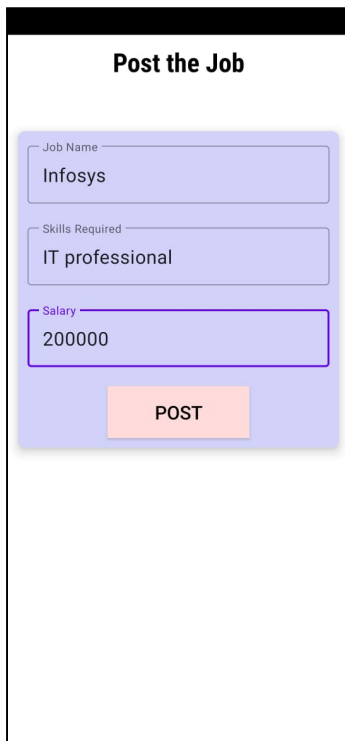 Post the Job
Job Name
Infosys
Skills Required
IT professional
Salary
200000
POST